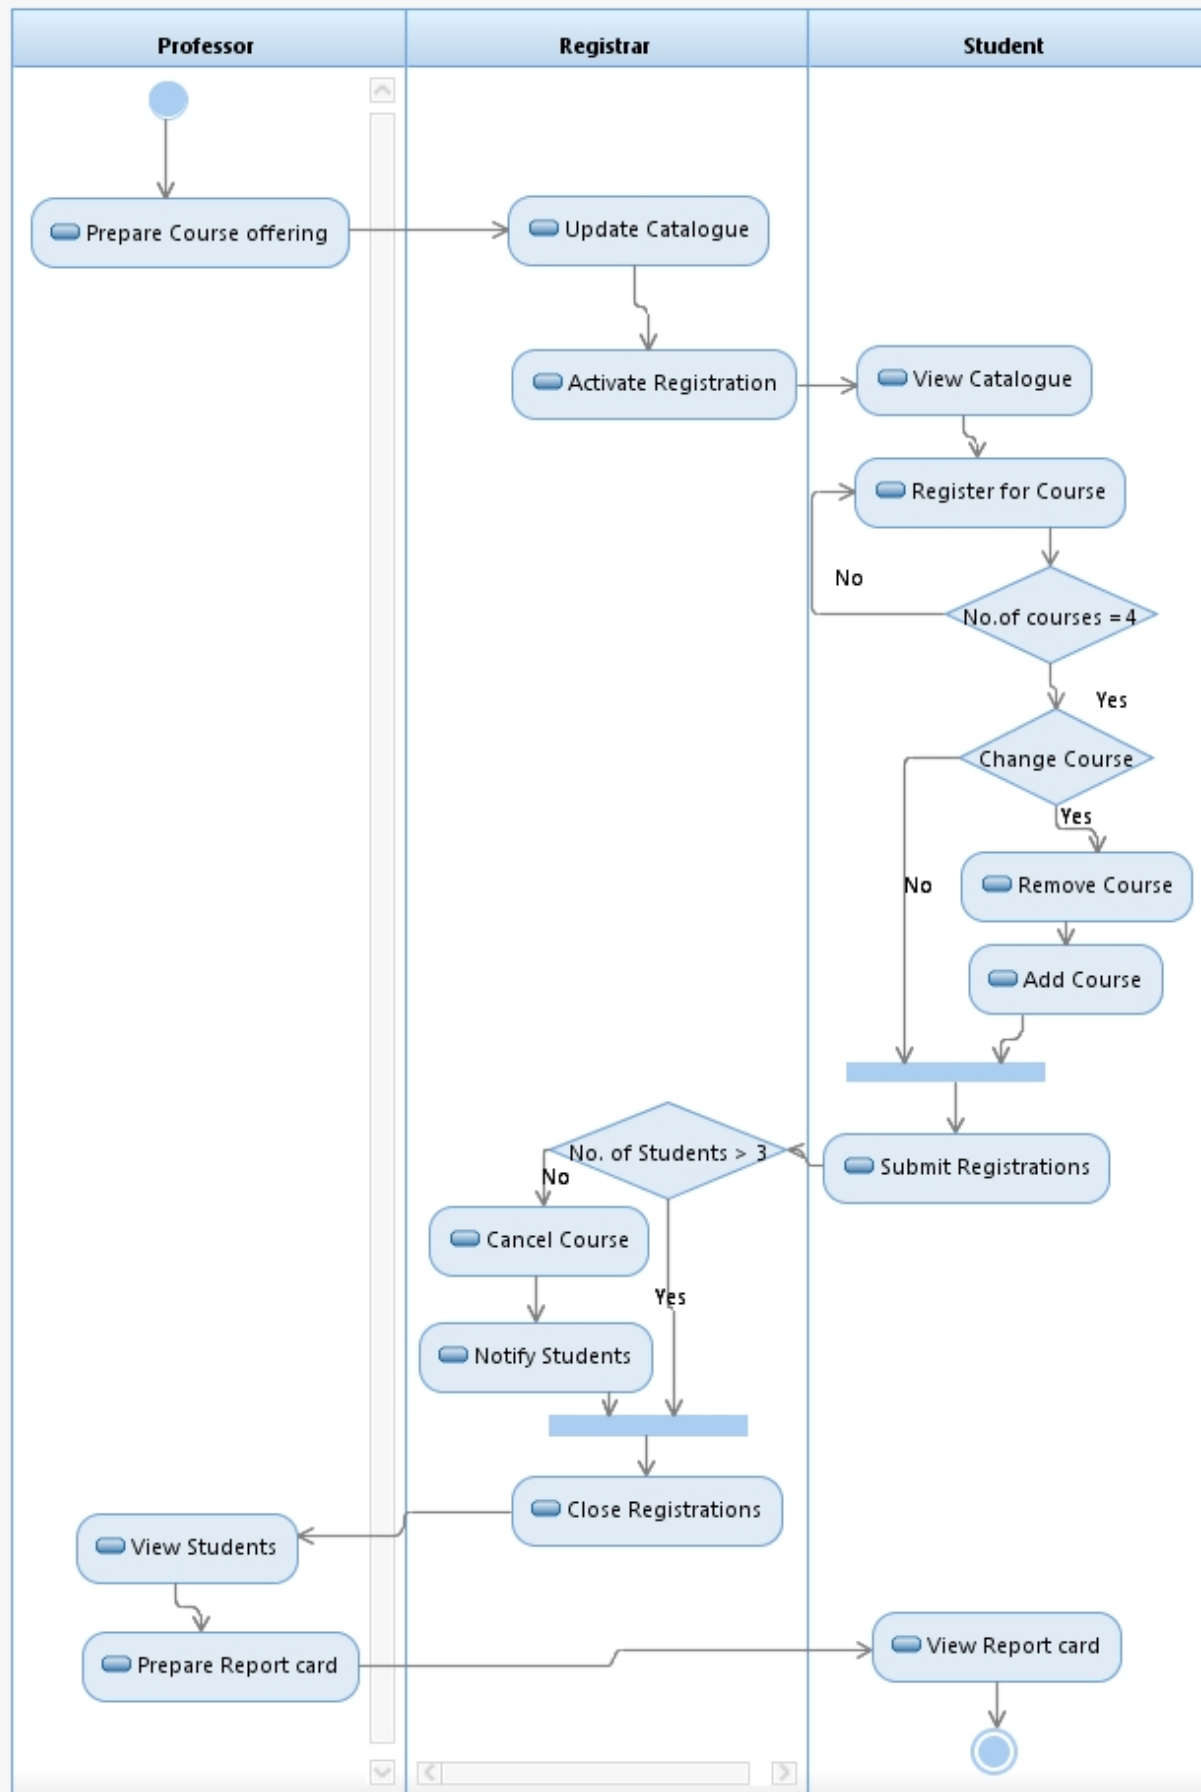 Professor
Registrar
Student
Prepare Course offering
Update Catalogue
Activate Registration
View Catalogue
Register for Course
No
No.of courses = 4
Yes
Change Course
Yes
No
Remove Course
Add Course
No. of Students > 3
Submit Registrations
No
Cancel Course
Yes
Notify Students
Close Registrations
View Students
View Report card
Prepare Report card